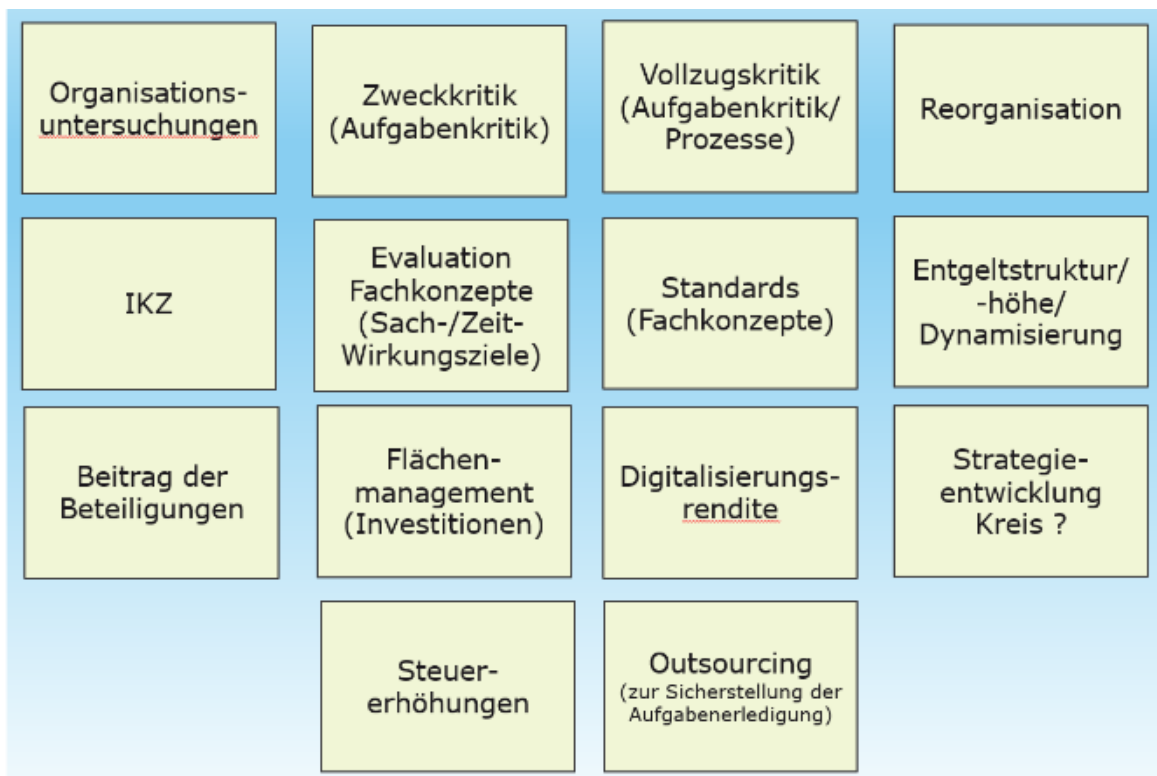 Organisations-
untersuchungen
Zweckkritik
(Aufgabenkritik)
Vollzugskritik
(Aufgabenkritik/
Prozesse)
Reorganisation
IKZ
Evaluation
Fachkonzepte
(Sach-/Zeit-
Wirkungsziele)
Standards
(Fachkonzepte)
Entgeltstruktur/
-höhe/
Dynamisierung
Beitrag der
Beteiligungen
Flächen-
management
(Investitionen)
Digitalisierungs-
rendite
Strategie-
entwicklung
Kreis ?
Steuer-
erhöhungen
Outsourcing
(zur Sicherstellung der
Aufgabenerledigung)